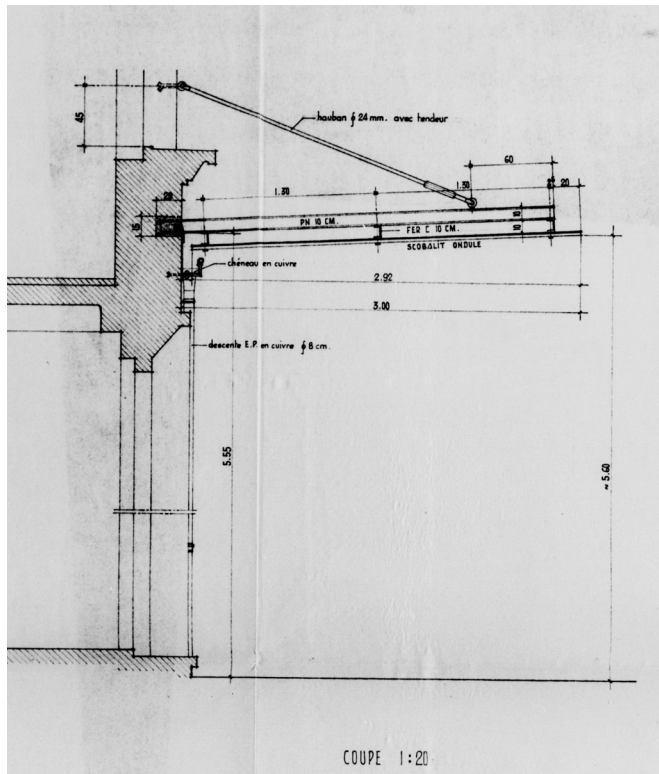 45
hauban ϕ 24 mm. avec tendeur
60
1.30
1.50
20
15
PN 10 CM.
10
FER C 10 CM.
10
SCOBALIT ONDULÉ
chéneau en cuivre
2.92
3.00
descente E.P. en cuivre ϕ 8 cm.
5.55
≈ 5.60
COUPE 1:20